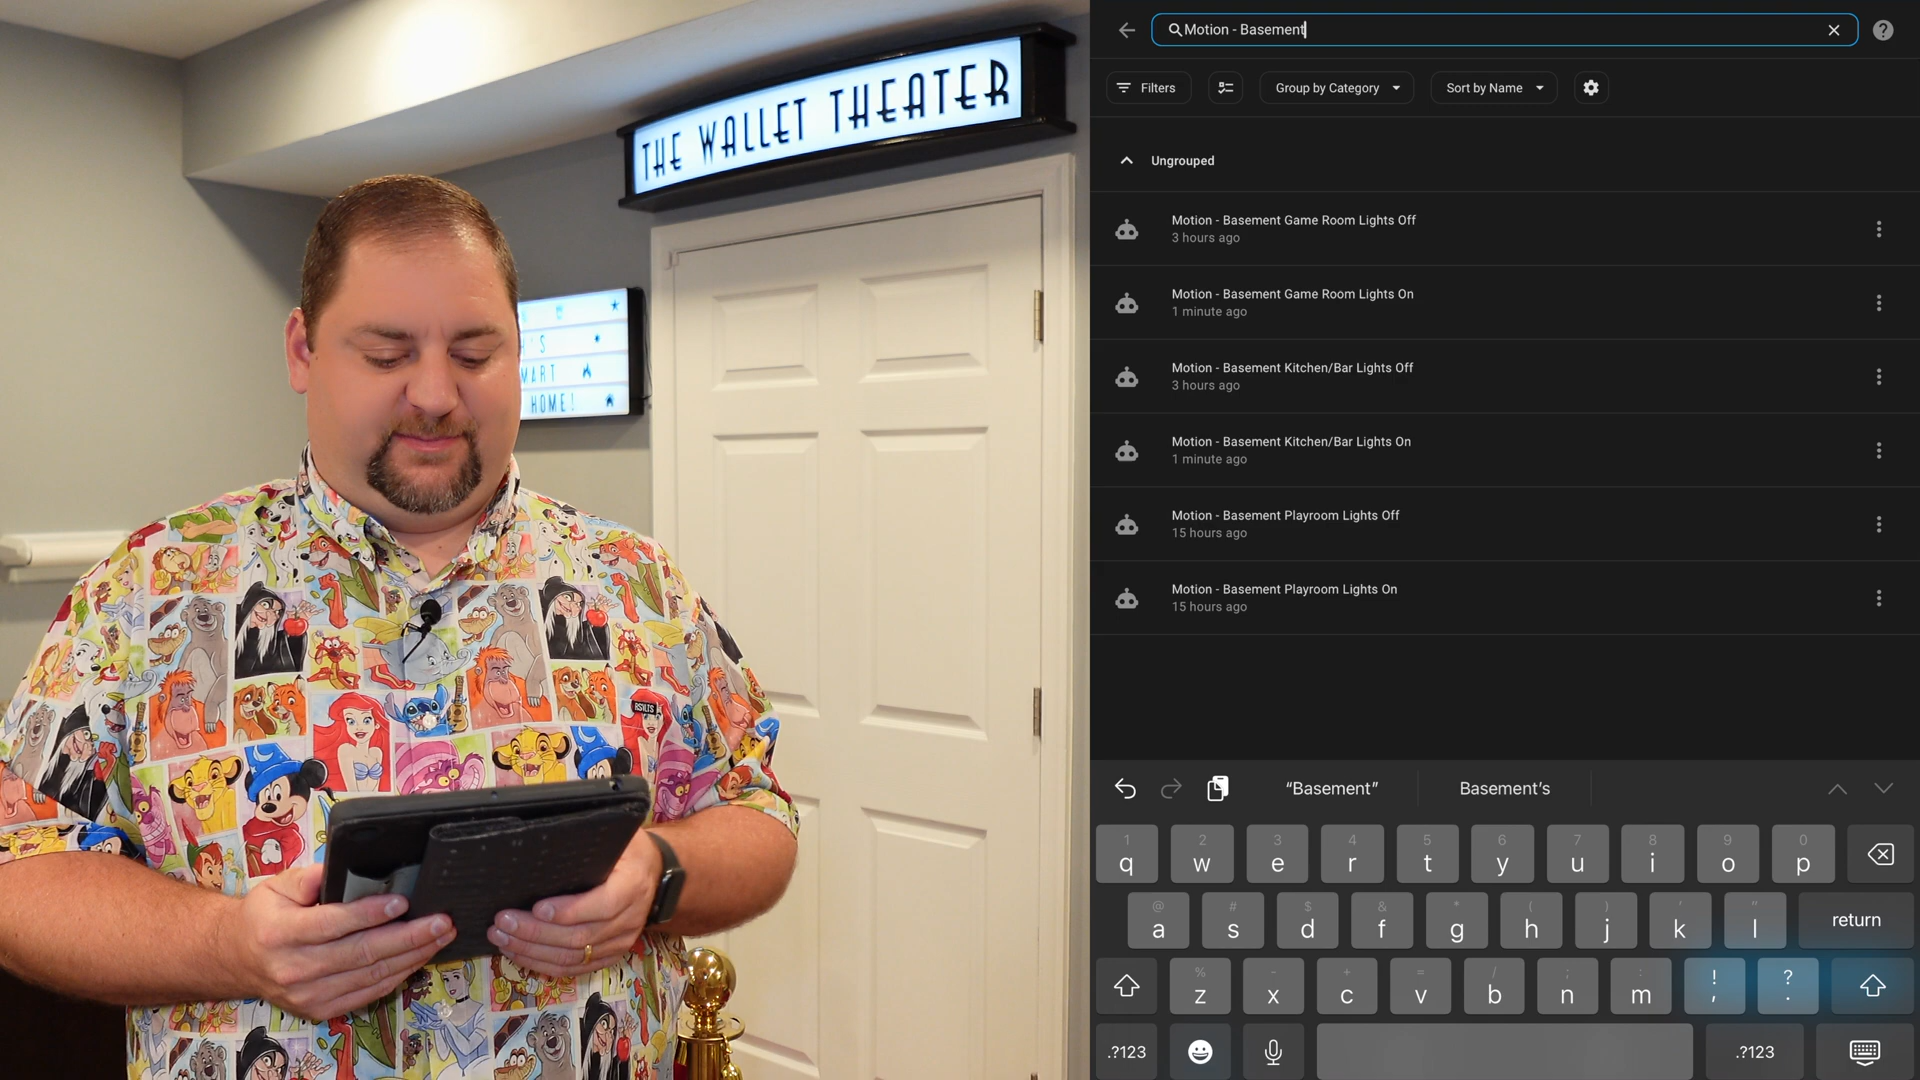 THE WALLET THEATER
'S
MART
HOME!
RSVLTS
Motion - Basement
Filters
Group by Category
Sort by Name
Ungrouped
Motion - Basement Game Room Lights Off
3 hours ago
Motion - Basement Game Room Lights On
1 minute ago
Motion - Basement Kitchen/Bar Lights Off
3 hours ago
Motion - Basement Kitchen/Bar Lights On
1 minute ago
Motion - Basement Playroom Lights Off
15 hours ago
Motion - Basement Playroom Lights On
15 hours ago
“Basement” Basement’s
1 2 3 4 5 6 7 8 9 0
q w e r t y u i o p
@ # $ & * ( ) ' "
a s d f g h j k l return
% - + = / ; : ! ?
z x c v b n m , .
.?123 .?123